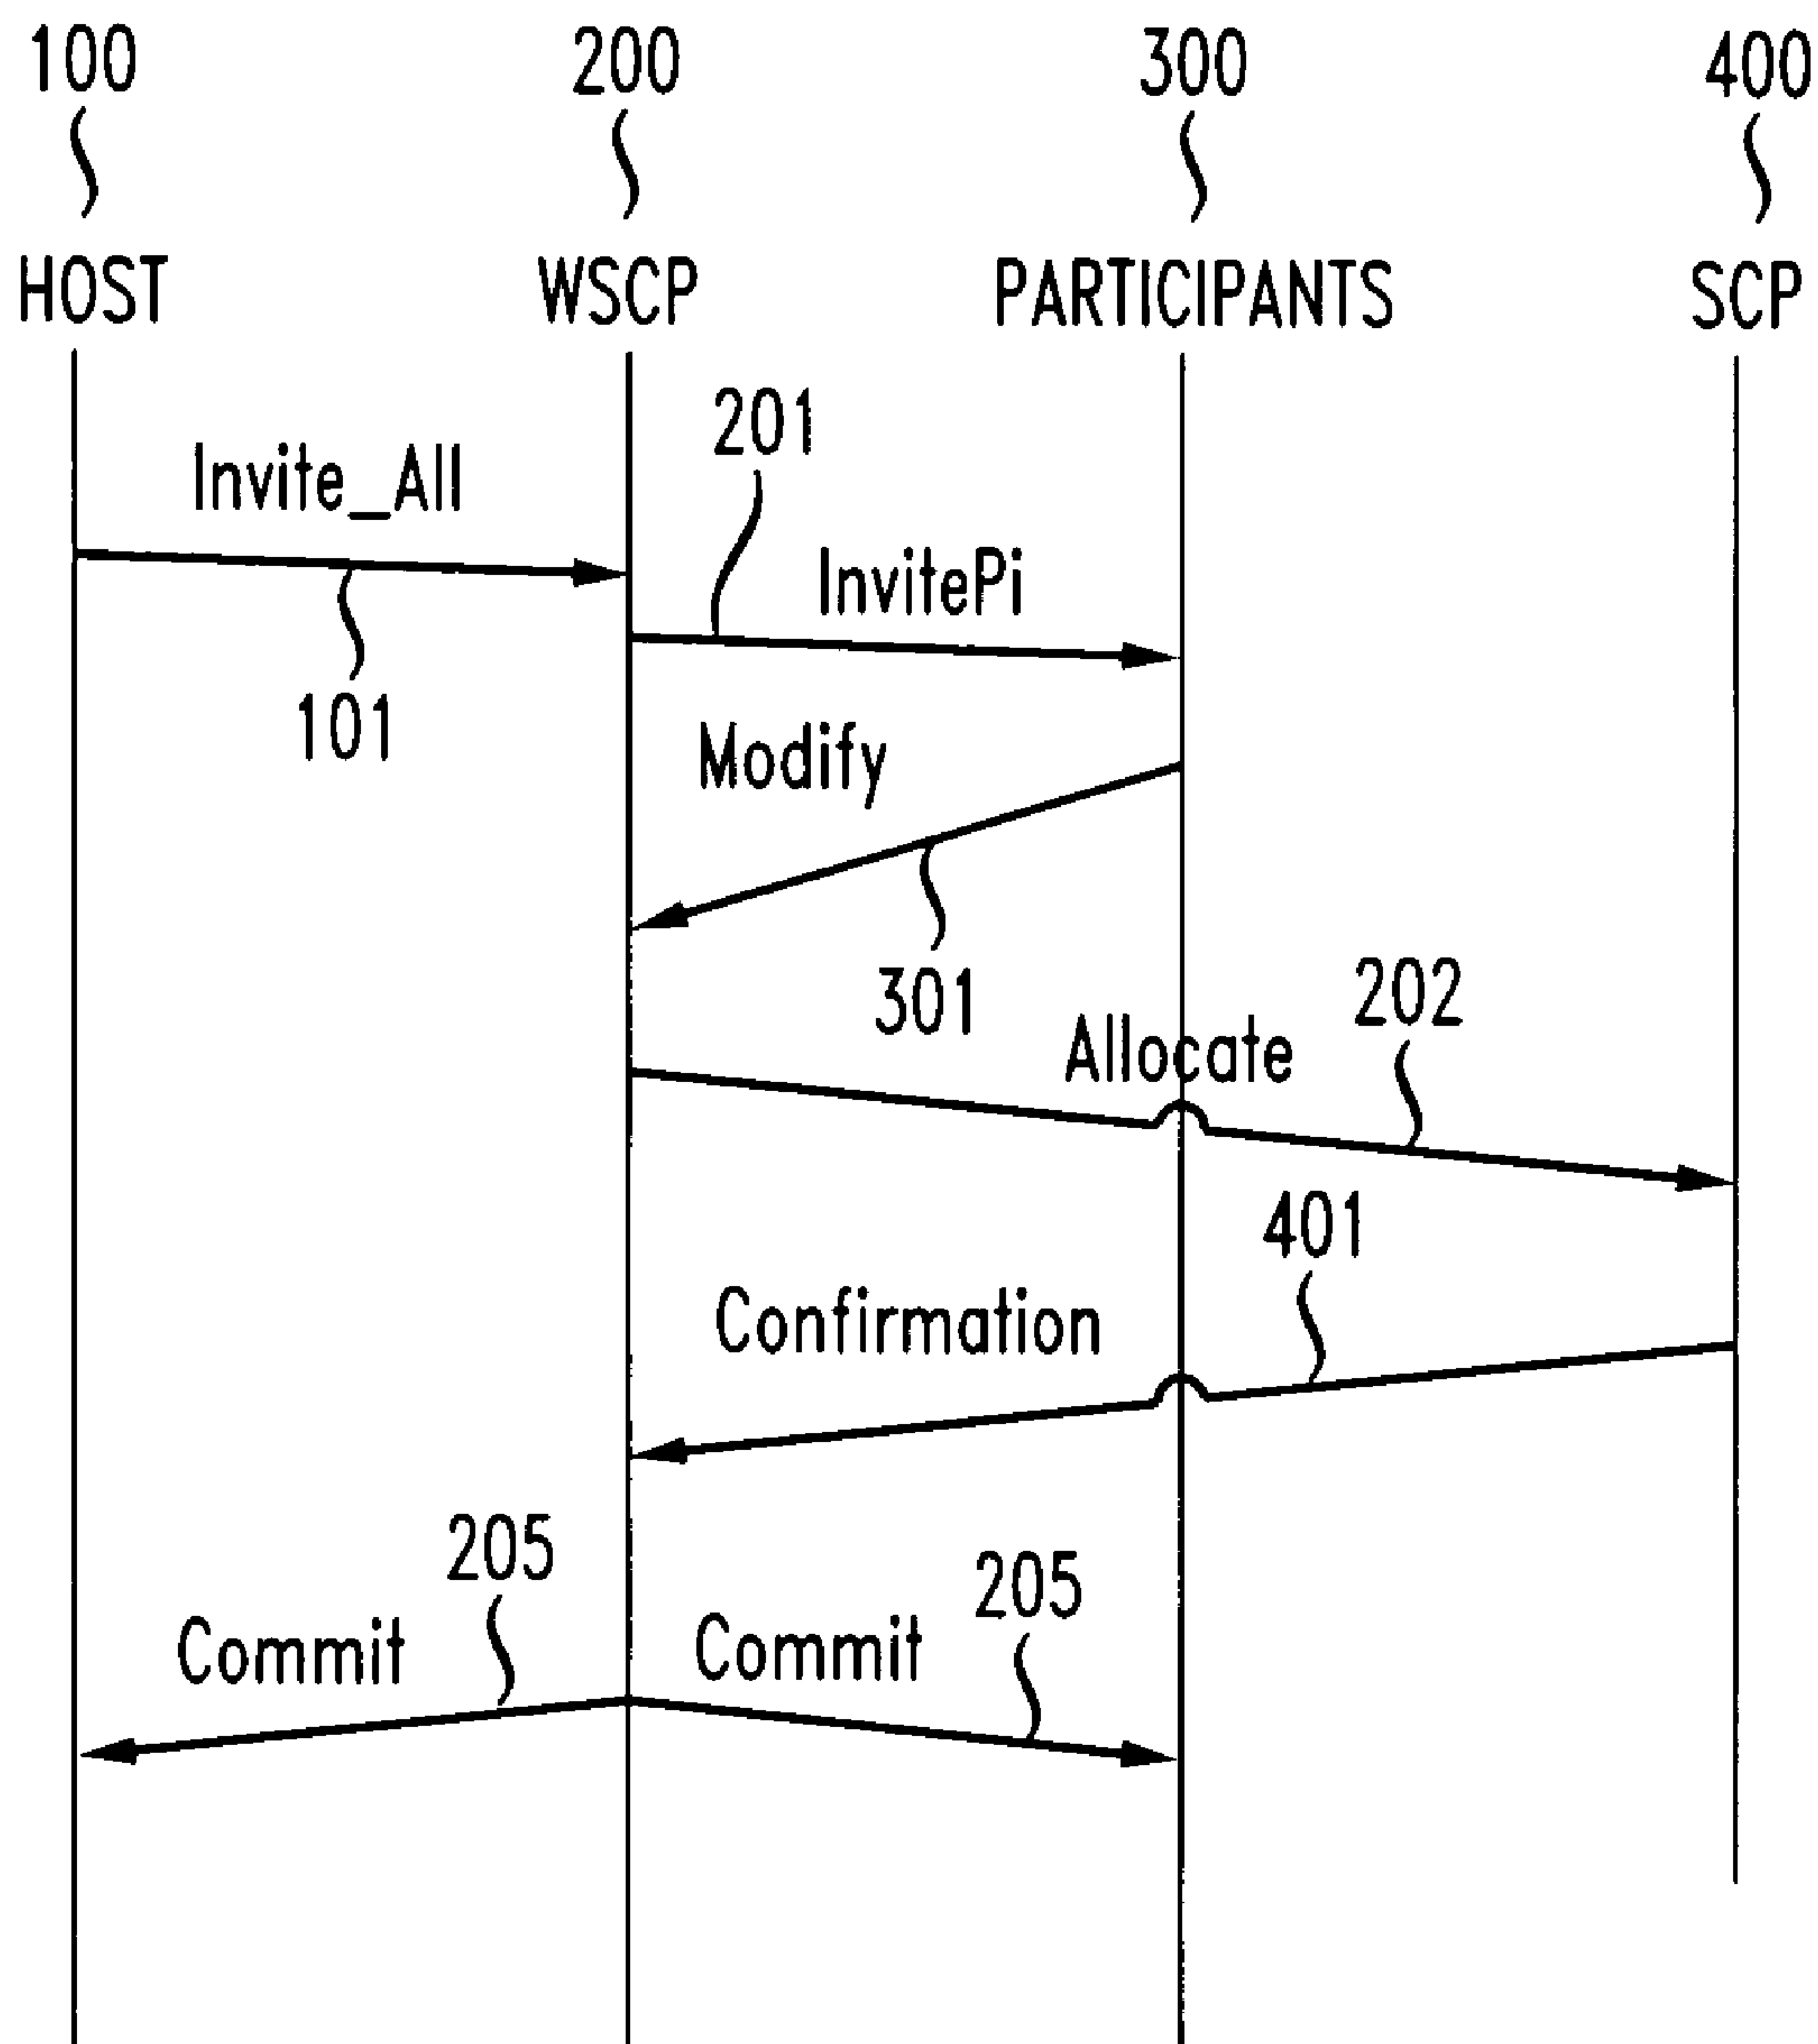 100 200 300 400
HOST WSCP PARTICIPANTS SCP
201
Invite_All
InvitePi
101
Modify
301
202
Allocate
401
Confirmation
205
205
Commit
Commit